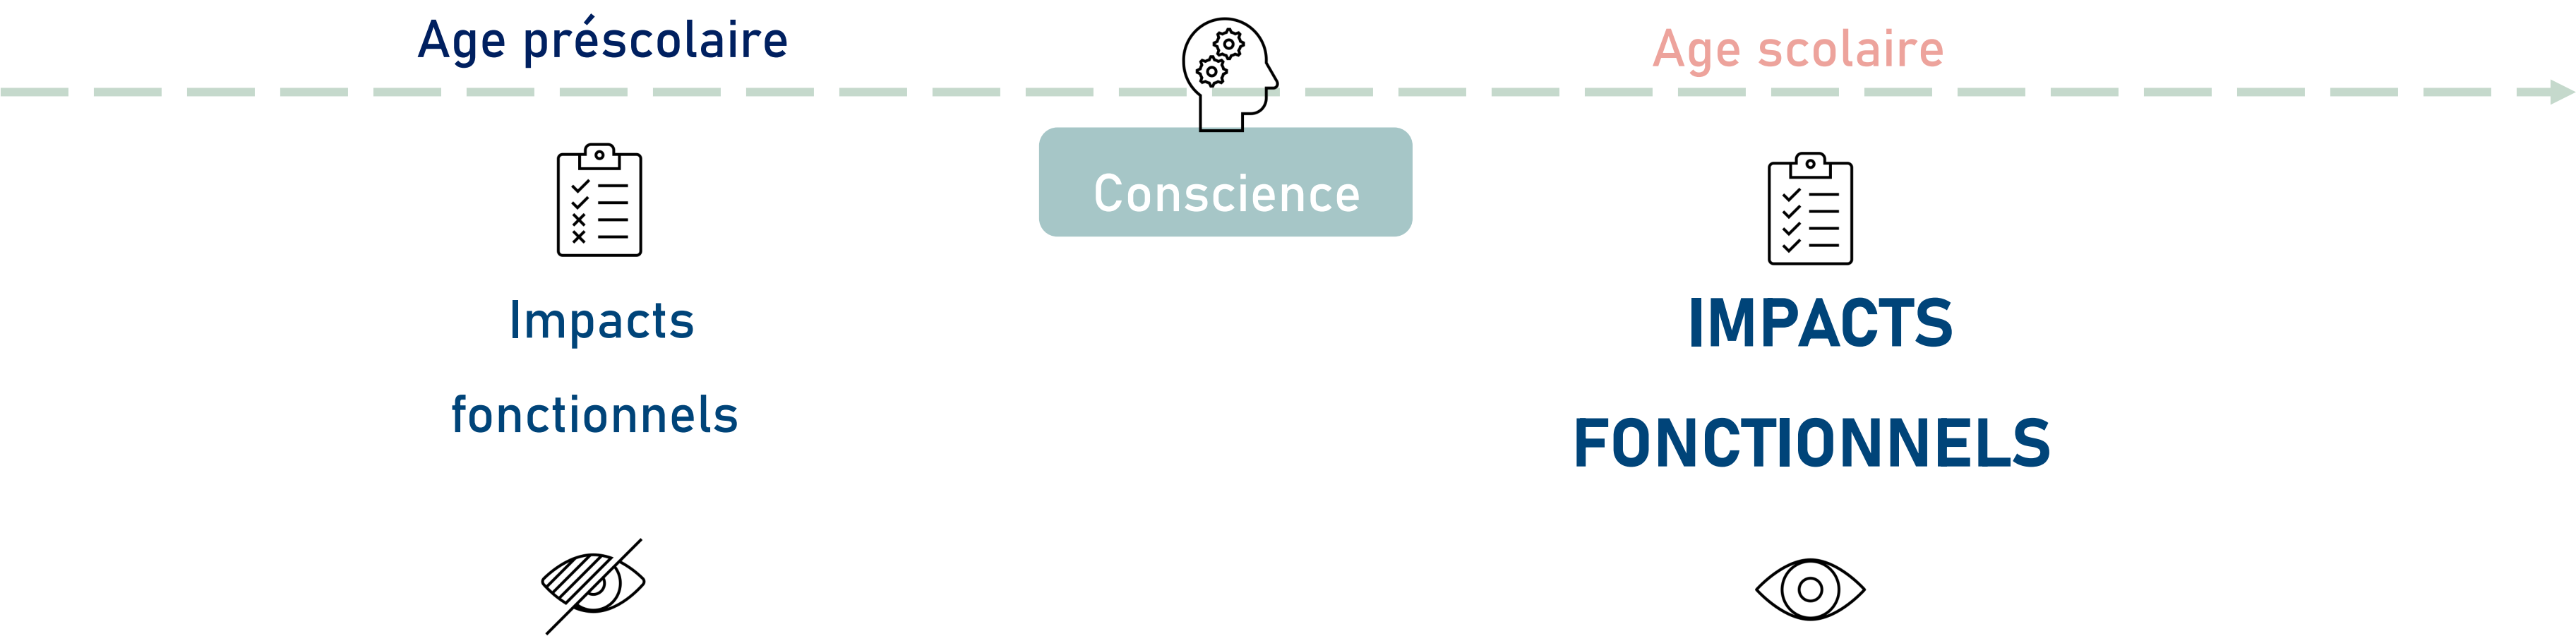 Age préscolaire
Age scolaire
Conscience
Impacts
fonctionnels
IMPACTS
FONCTIONNELS